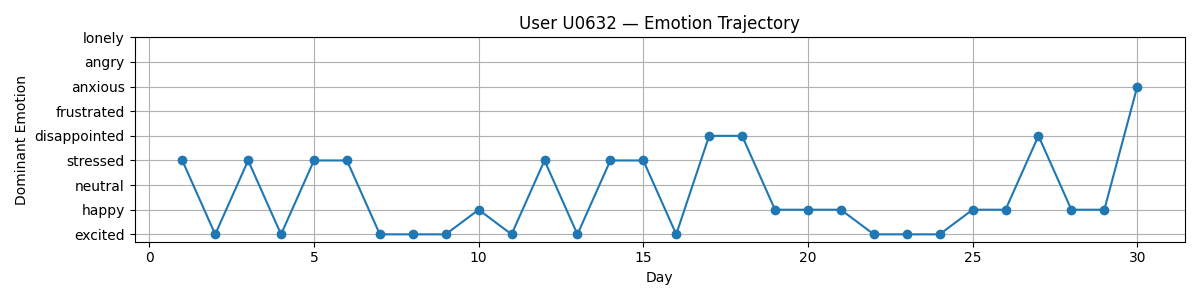 User U0632 — Emotion Trajectory
Dominant Emotion
lonely
angry
anxious
frustrated
disappointed
stressed
neutral
happy
excited
0 5 10 15 20 25 30
Day